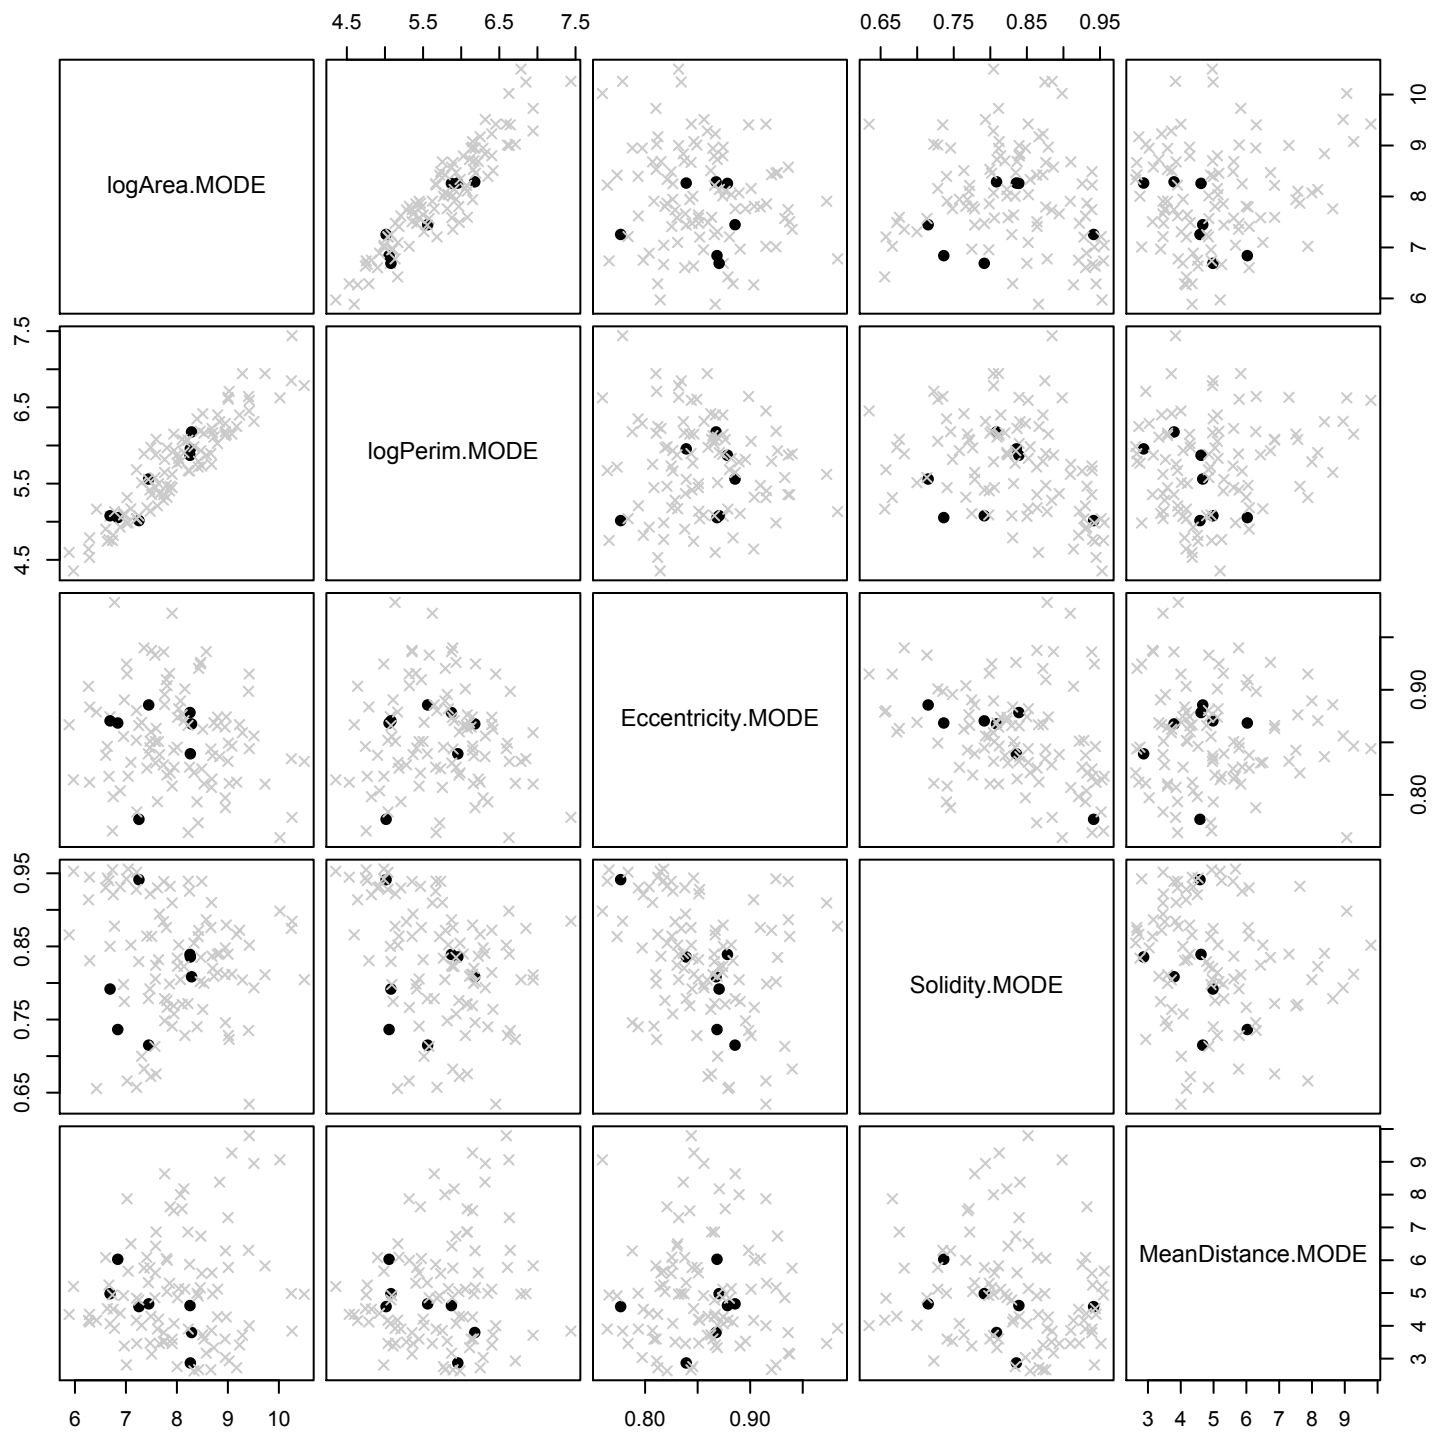 4.5 5.5 6.5 7.5
0.65 0.75 0.85 0.95
logArea.MODE
6 7 8 9 10
4.5 5.5 6.5 7.5
logPerim.MODE
Eccentricity.MODE
0.80 0.90
0.65 0.75 0.85 0.95
Solidity.MODE
MeanDistance.MODE
3 4 5 6 7 8 9
6 7 8 9 10
0.80 0.90
3 4 5 6 7 8 9